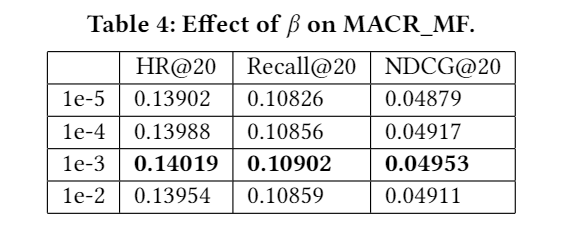 Table 4: Effect of β on MACR_MF.
HR@20 Recall@20 NDCG@20
1e-5 0.13902 0.10826 0.04879
1e-4 0.13988 0.10856 0.04917
1e-3 0.14019 0.10902 0.04953
1e-2 0.13954 0.10859 0.04911